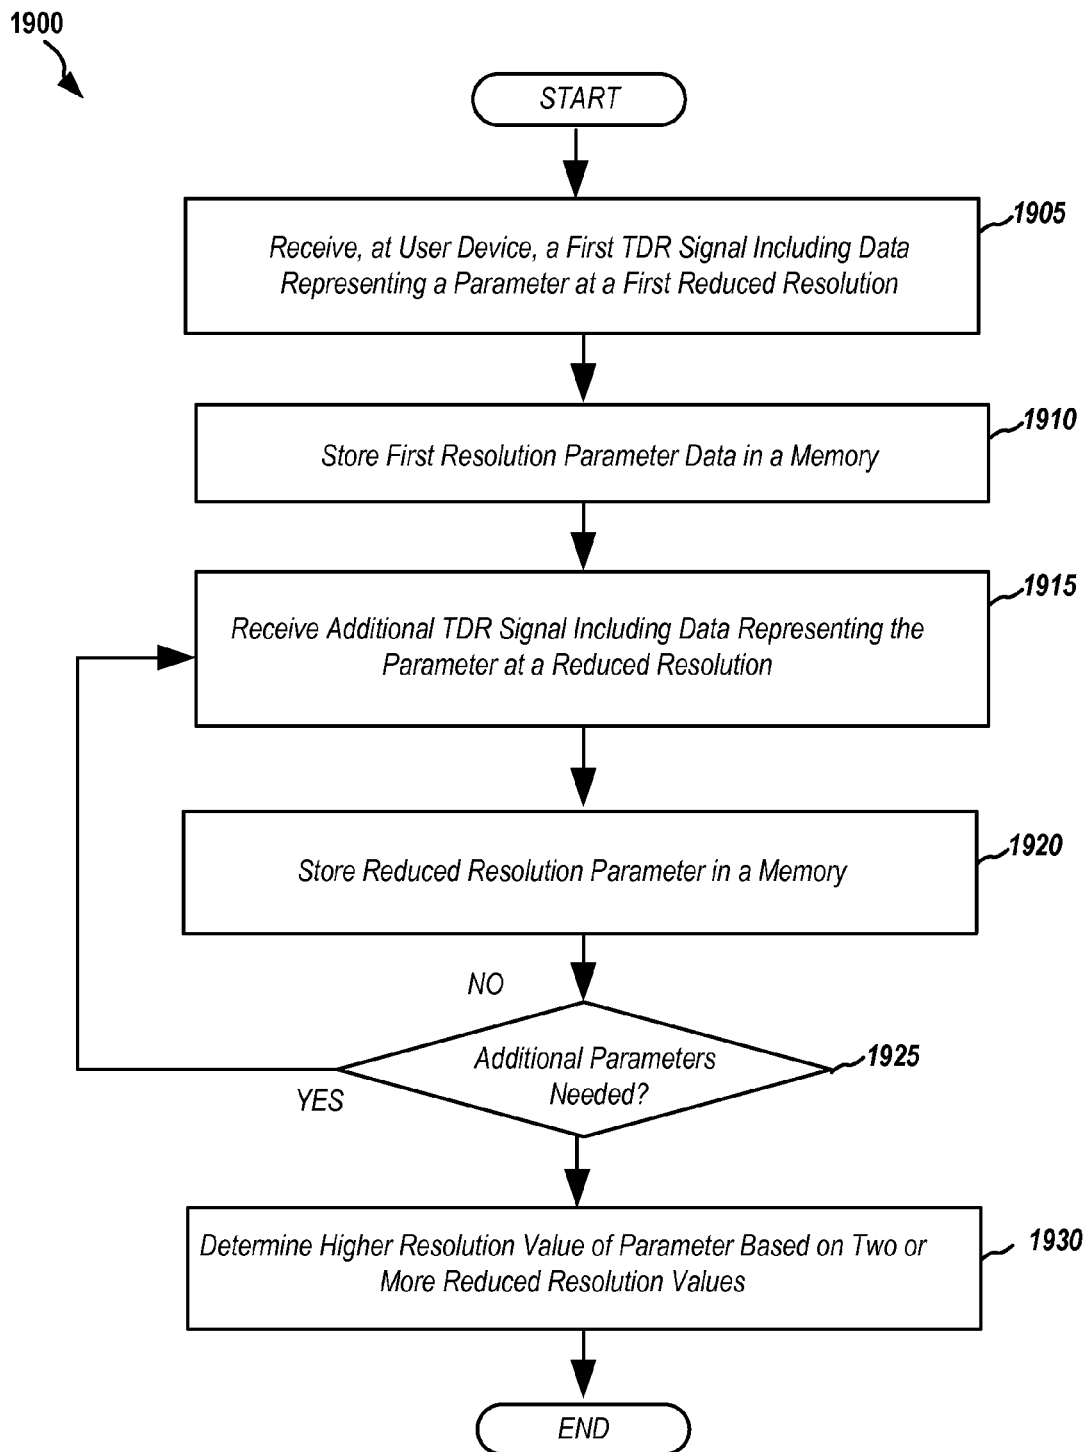 1900
START
1905
Receive, at User Device, a First TDR Signal Including Data
Representing a Parameter at a First Reduced Resolution
1910
Store First Resolution Parameter Data in a Memory
1915
Receive Additional TDR Signal Including Data Representing the
Parameter at a Reduced Resolution
1920
Store Reduced Resolution Parameter in a Memory
NO
1925
Additional Parameters
Needed?
YES
1930
Determine Higher Resolution Value of Parameter Based on Two or
More Reduced Resolution Values
END